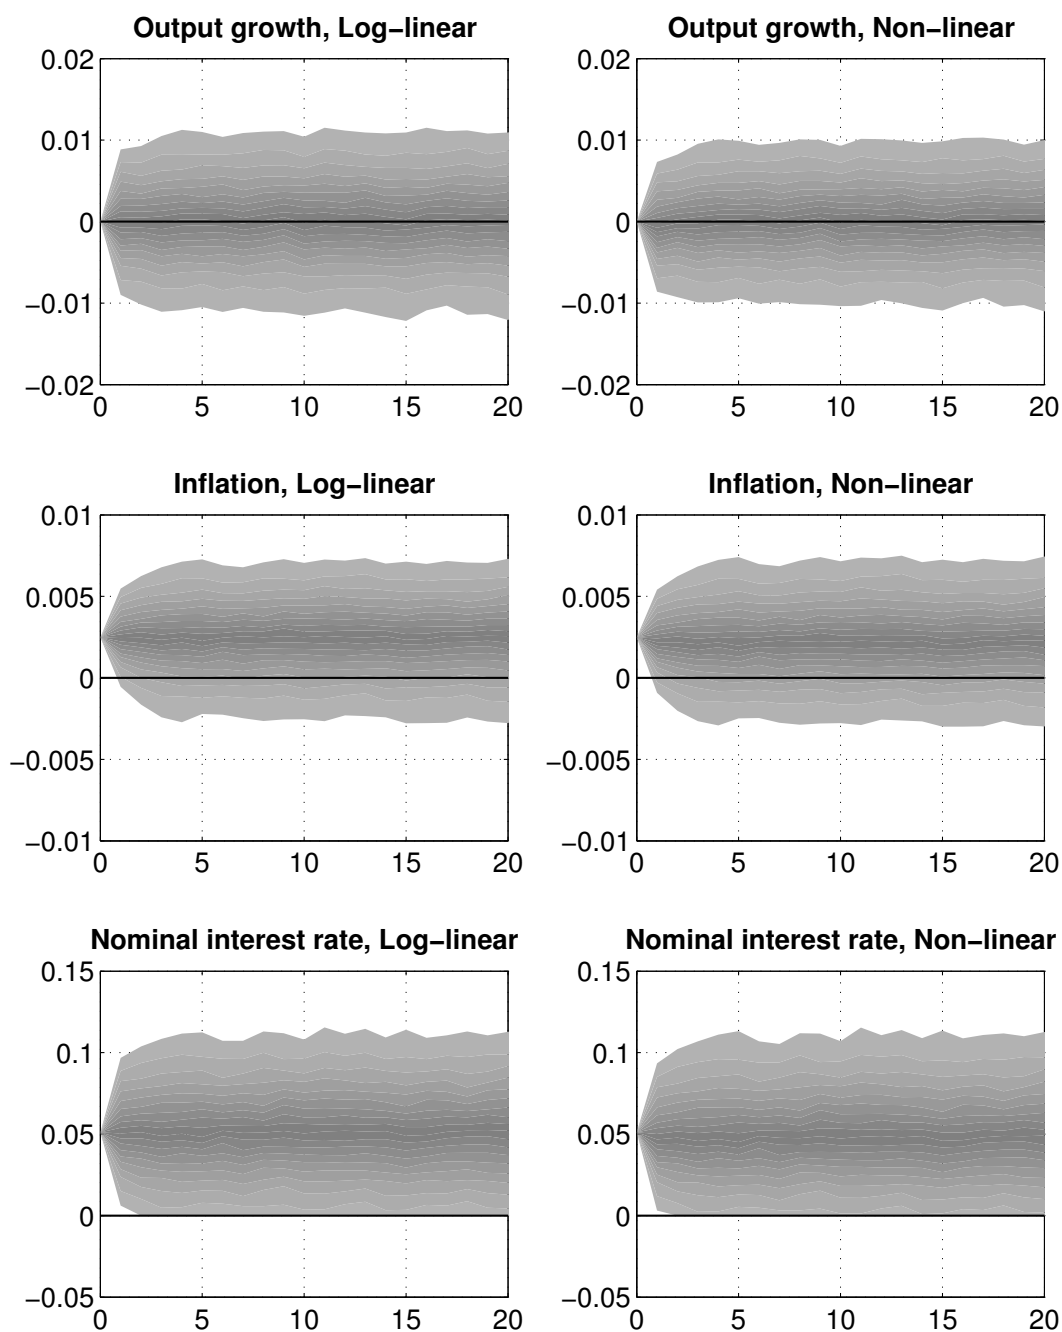 Output growth, Log−linear
0.02
0.01
0
−0.01
−0.02
0 5 10 15 20
Output growth, Non−linear
0.02
0.01
0
−0.01
−0.02
0 5 10 15 20
Inflation, Log−linear
0.01
0.005
0
−0.005
−0.01
0 5 10 15 20
Inflation, Non−linear
0.01
0.005
0
−0.005
−0.01
0 5 10 15 20
Nominal interest rate, Log−linear
0.15
0.1
0.05
0
−0.05
0 5 10 15 20
Nominal interest rate, Non−linear
0.15
0.1
0.05
0
−0.05
0 5 10 15 20